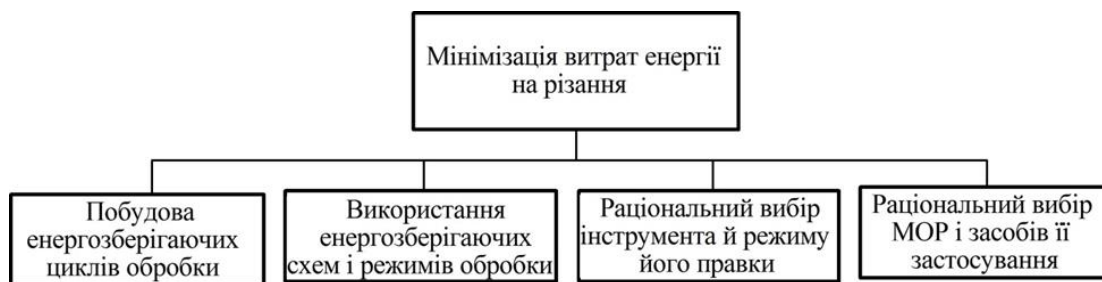 Мінімізація витрат енергії
на різання
Побудова
енергозберігаючих
циклів обробки
Використання
енергозберігаючих
схем і режимів обробки
Раціональний вибір
інструмента й режиму
його правки
Раціональний вибір
МОР і засобів її
застосування